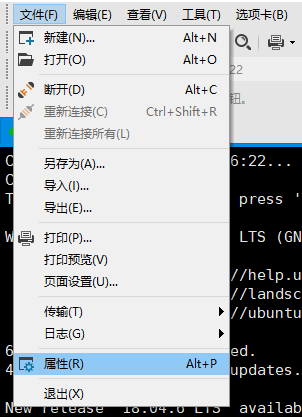 文件(F) 编辑(E) 查看(V) 工具(T) 选项卡(B)
新建(N)... Alt+N
打开(O) Alt+O
22
断开(D) Alt+C
钮。
重新连接(C) Ctrl+Shift+R
重新连接所有(L)
另存为(A)... 6:22...
导入(I)...
导出(E)... press '
打印(P)... LTS (GN
打印预览(V) //help.u
页面设置(U)... //landsc
传输(T) //ubuntu
日志(G)
ed.
属性(R) Alt+P
updates.
退出(X)
New release '18.04.6 LTS' availab